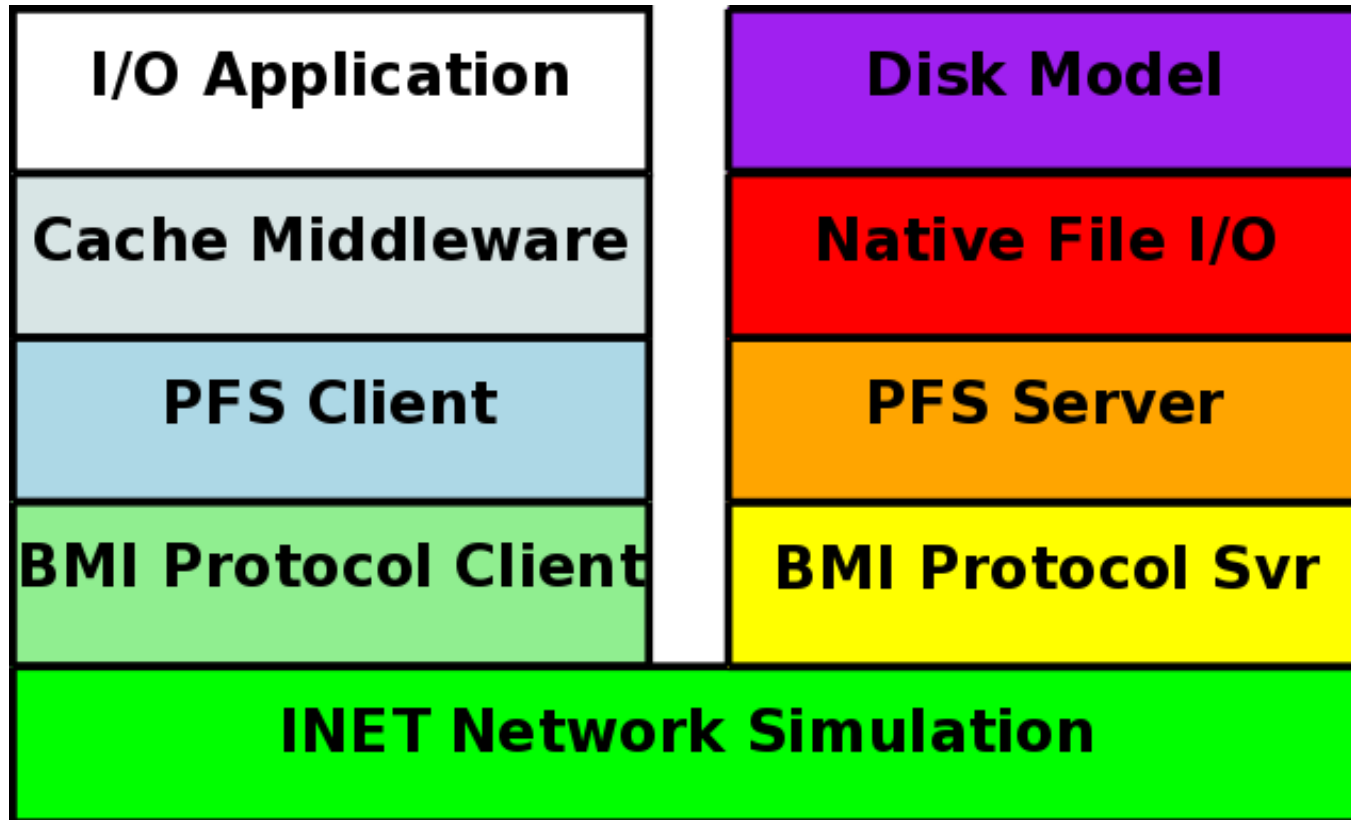 I/O Application
Cache Middleware
PFS Client
BMI Protocol Client
Disk Model
Native File I/O
PFS Server
BMI Protocol Svr
INET Network Simulation